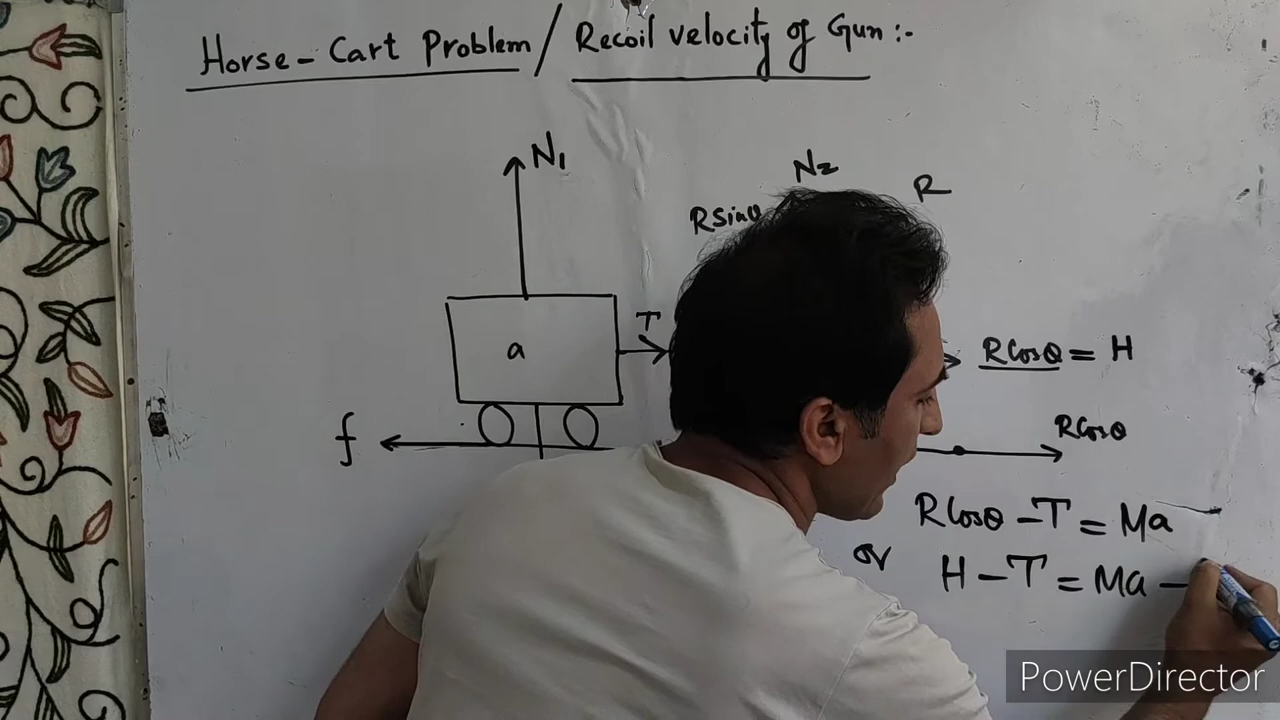 Horse - Cart Problem / Recoil velocity of Gun :-
N1
N2
R
Rsinθ
T
a
RCosθ = H
f
RCosθ
RCosθ - T = Ma
or H - T = Ma -
PowerDirector